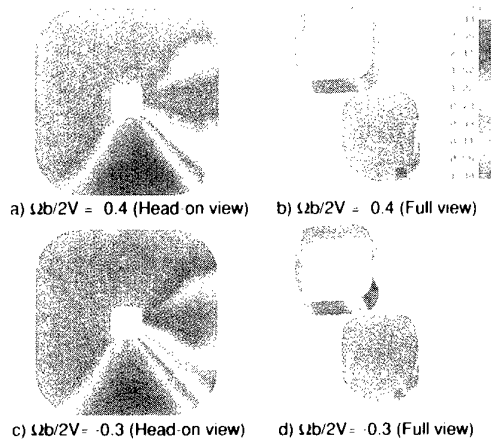 a) Ωb/2V = 0.4 (Head-on view)
b) Ωb/2V = 0.4 (Full view)
c) Ωb/2V= -0.3 (Head-on view)
d) Ωb/2V= -0.3 (Full view)